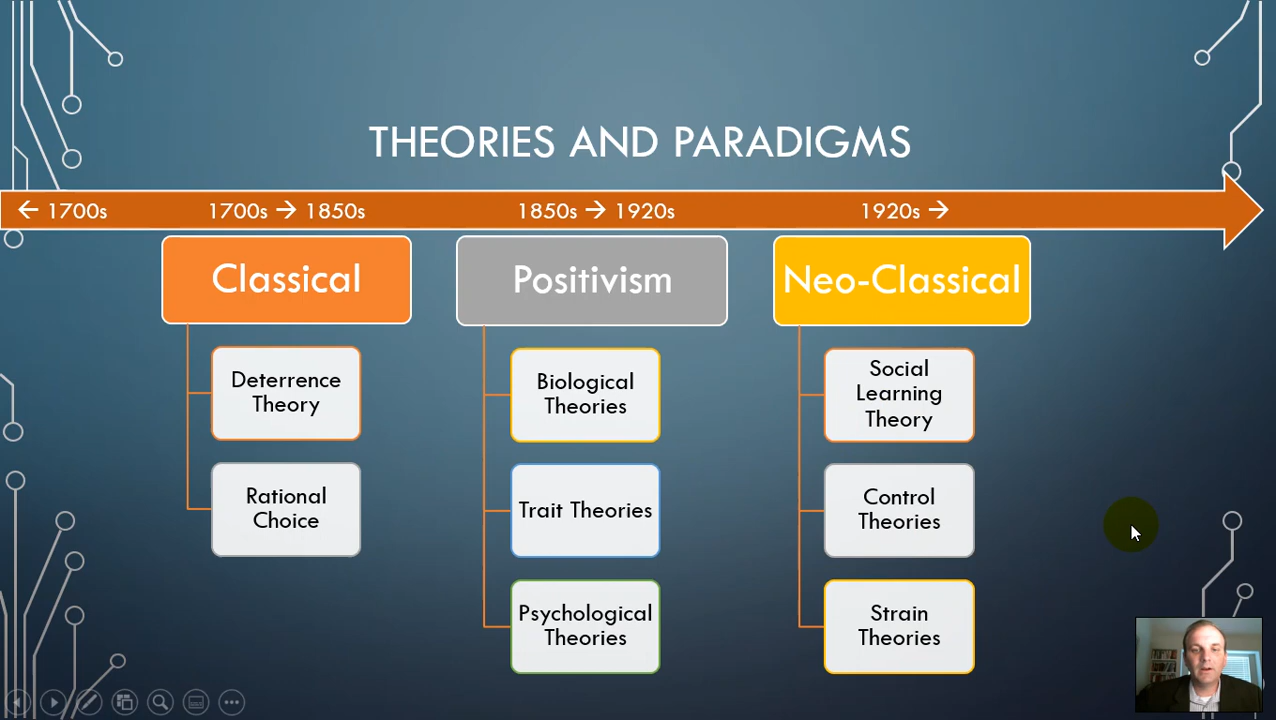 THEORIES AND PARADIGMS
← 1700s
1700s → 1850s
1850s → 1920s
1920s →
Classical
Positivism
Neo-Classical
Deterrence
Theory
Rational
Choice
Biological
Theories
Trait Theories
Psychological
Theories
Social
Learning
Theory
Control
Theories
Strain
Theories